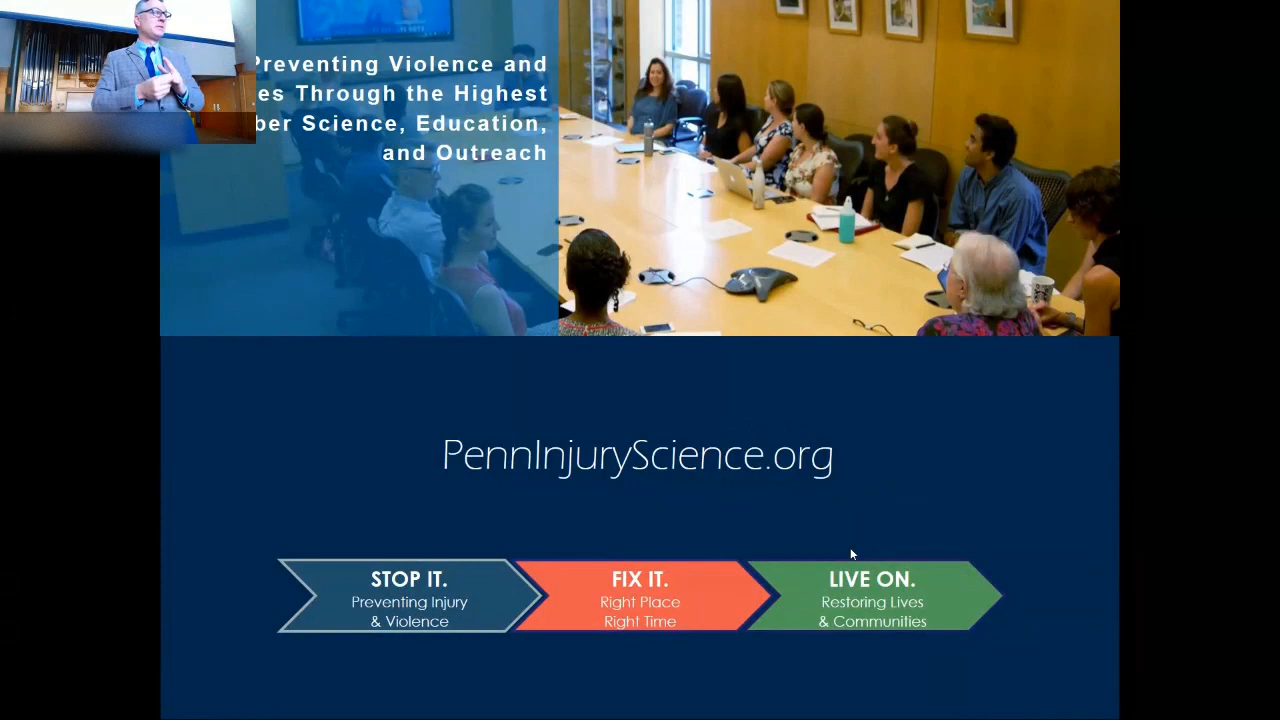 Preventing Violence and
es Through the Highest
ber Science, Education,
and Outreach
PennInjuryScience.org
STOP IT.
Preventing Injury
& Violence
FIX IT.
Right Place
Right Time
LIVE ON.
Restoring Lives
& Communities